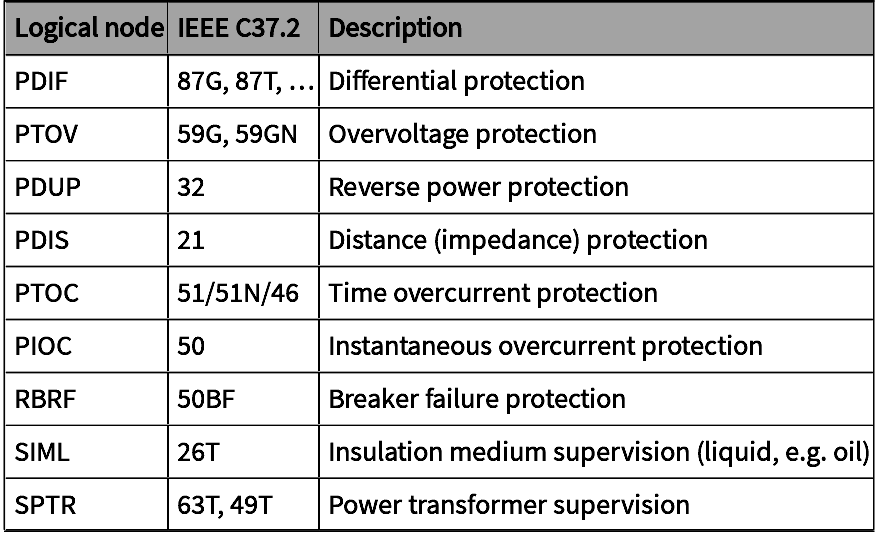 Logical node IEEE C37.2 Description
PDIF 87G, 87T, … Differential protection
PTOV 59G, 59GN Overvoltage protection
PDUP 32 Reverse power protection
PDIS 21 Distance (impedance) protection
PTOC 51/51N/46 Time overcurrent protection
PIOC 50 Instantaneous overcurrent protection
RBRF 50BF Breaker failure protection
SIML 26T Insulation medium supervision (liquid, e.g. oil)
SPTR 63T, 49T Power transformer supervision